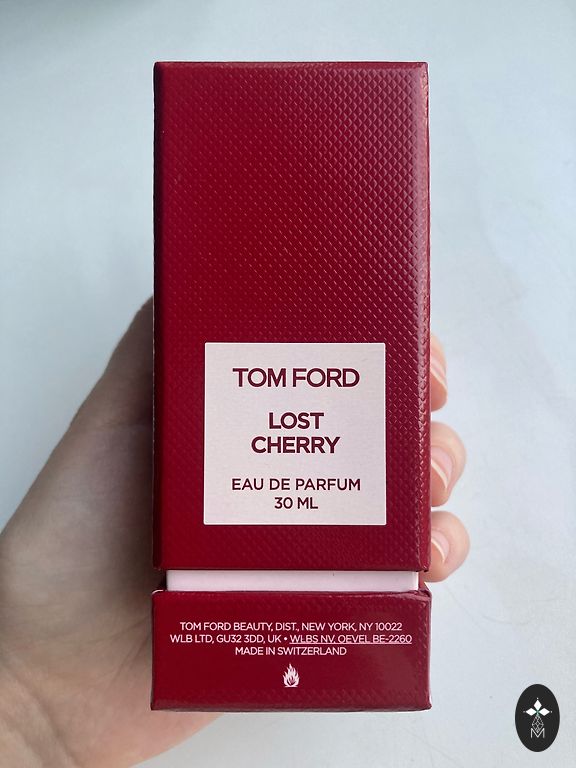 TOM FORD
LOST
CHERRY
EAU DE PARFUM
30 ML
TOM FORD BEAUTY, DIST., NEW YORK, NY 10022
WLB LTD, GU32 3DD, UK • WLBS NV. OEVEL BE-2260
MADE IN SWITZERLAND
M